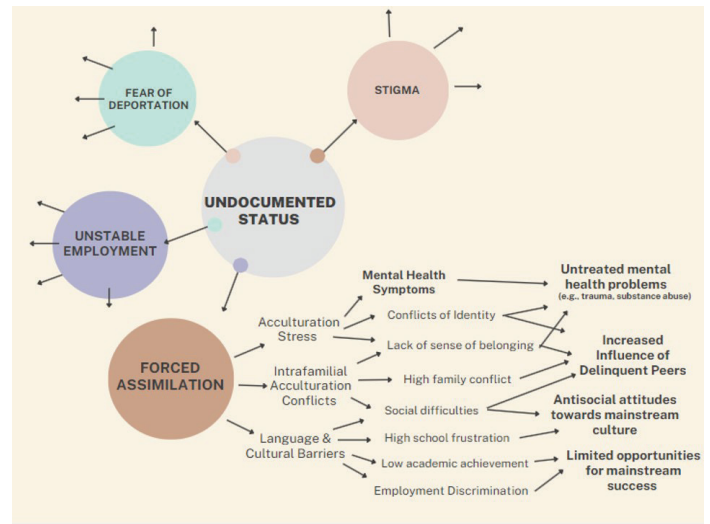 FEAR OF
DEPORTATION
STIGMA
UNDOCUMENTED
STATUS
UNSTABLE
EMPLOYMENT
FORCED
ASSIMILATION
Acculturation
Stress
Intrafamilial
Acculturation
Conflicts
Language &
Cultural Barriers
Mental Health
Symptoms
Conflicts of Identity
Lack of sense of belonging
High family conflict
Social difficulties
High school frustration
Low academic achievement
Employment Discrimination
Untreated mental
health problems
(e.g., trauma, substance abuse)
Increased
Influence of
Delinquent Peers
Antisocial attitudes
towards mainstream
culture
Limited opportunities
for mainstream
success